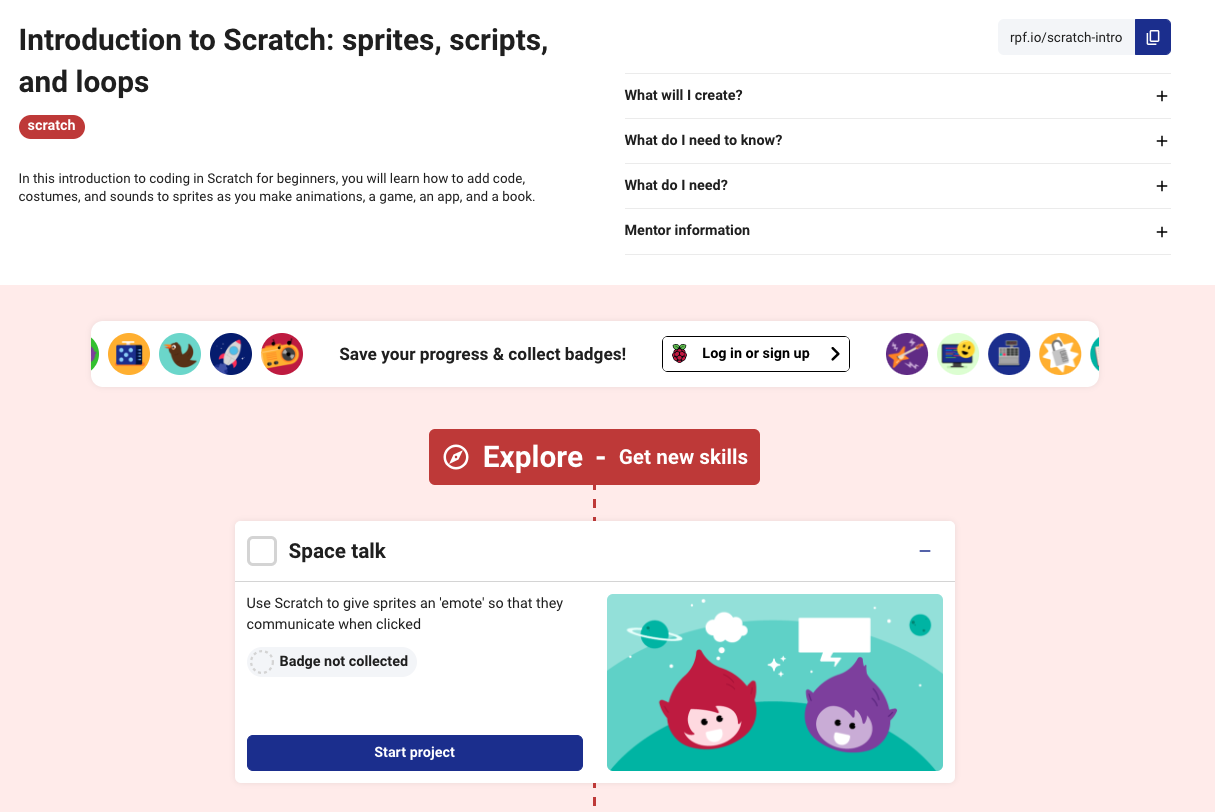 Introduction to Scratch: sprites, scripts,
and loops
scratch
In this introduction to coding in Scratch for beginners, you will learn how to add code,
costumes, and sounds to sprites as you make animations, a game, an app, and a book.
rpf.io/scratch-intro
What will I create?
What do I need to know?
What do I need?
Mentor information
Save your progress & collect badges!
Log in or sign up
Explore - Get new skills
Space talk
Use Scratch to give sprites an 'emote' so that they
communicate when clicked
Badge not collected
Start project